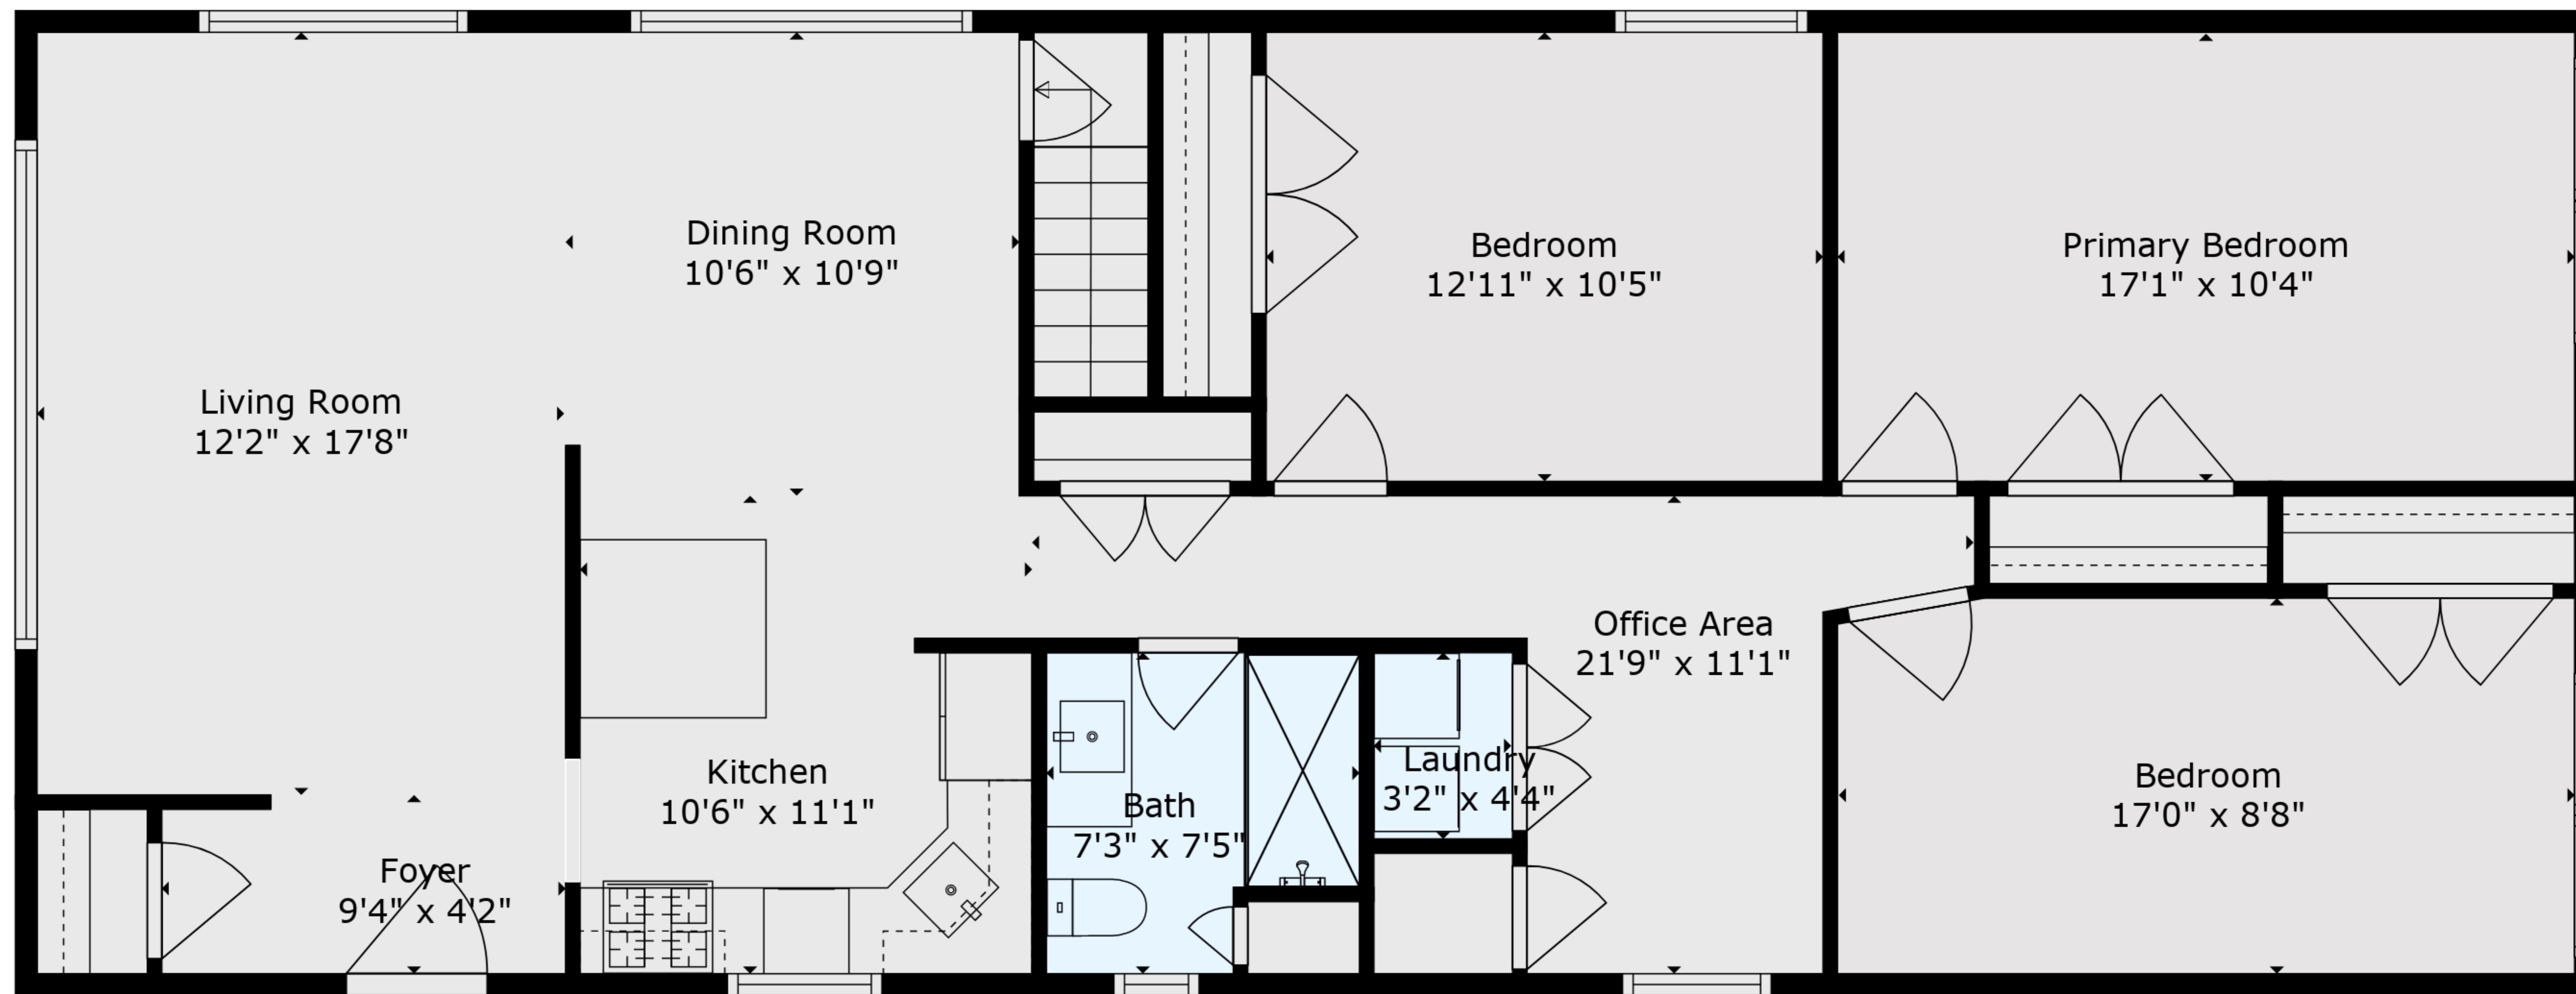 Dining Room
10'6" x 10'9"
Bedroom
12'11" x 10'5"
Primary Bedroom
17'1" x 10'4"
Living Room
12'2" x 17'8"
Office Area
21'9" x 11'1"
Kitchen
10'6" x 11'1"
Laundry
3'2" x 4'4"
Bath
7'3" x 7'5"
Bedroom
17'0" x 8'8"
Foyer
9'4" x 4'2"